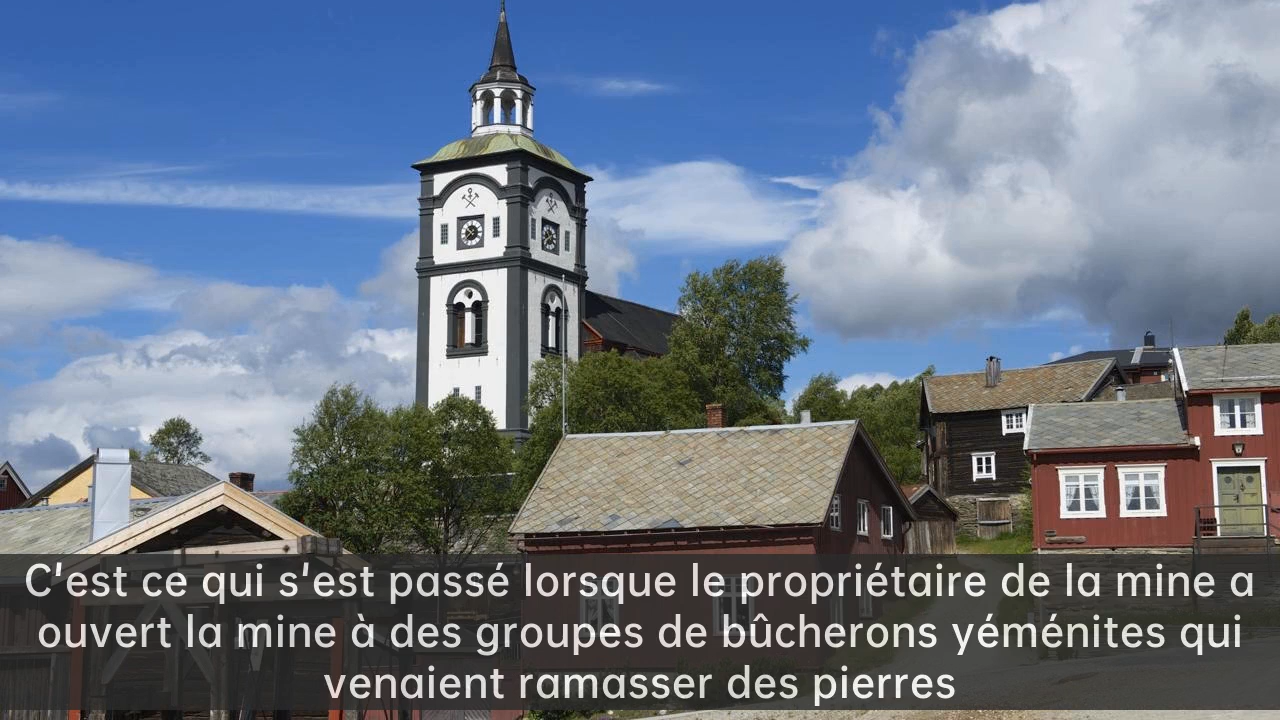 C'est ce qui s'est passé lorsque le propriétaire de la mine a
ouvert la mine à des groupes de bûcherons yéménites qui
venaient ramasser des pierres